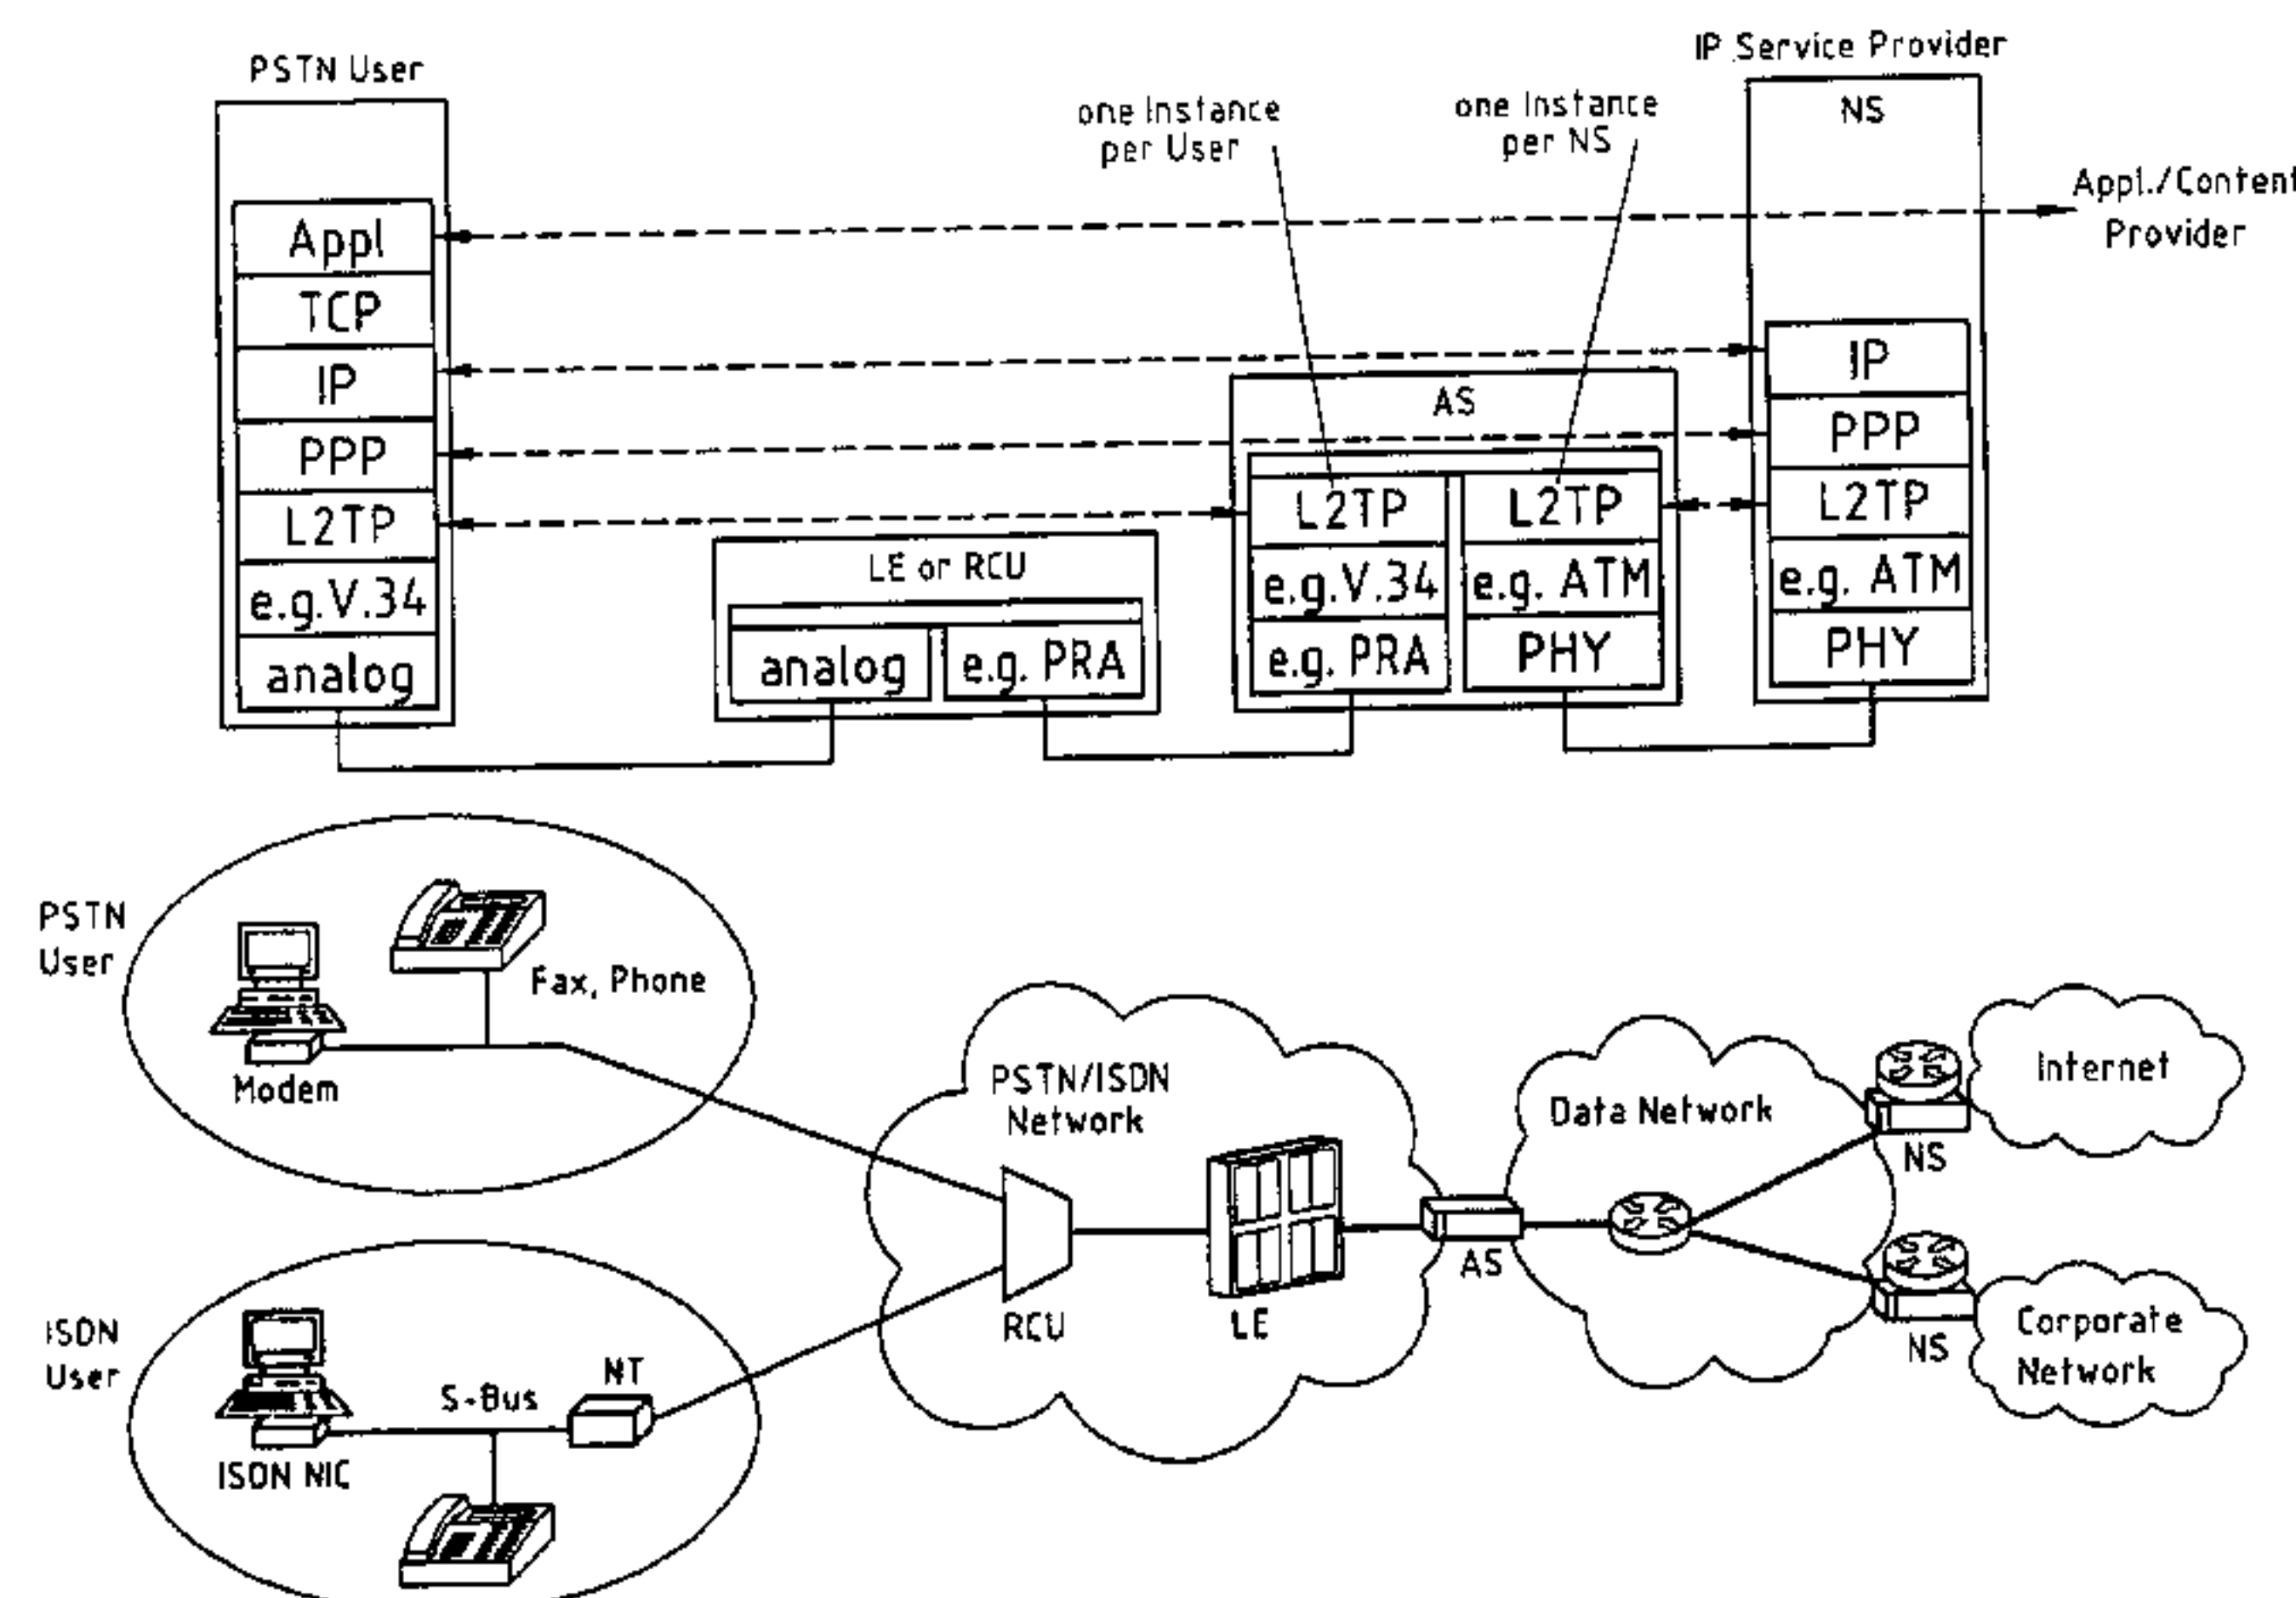 PSTN User
IP Service Provider
one Instance
per User
one Instance
per NS
NS
Appl./Content
Provider
Appl
TCP
IP
PPP
L2TP
e.g.V.34
analog
LE or RCU
analog
e.g. PRA
AS
L2TP
e.g.V.34
e.g. PRA
L2TP
e.g. ATM
PHY
IP
PPP
L2TP
e.g. ATM
PHY
PSTN
User
Fax, Phone
Modem
PSTN/ISDN
Network
RCU
LE
AS
Data Network
NS
Internet
NS
Corporate
Network
ISDN
User
S-Bus
NT
ISDN NIC